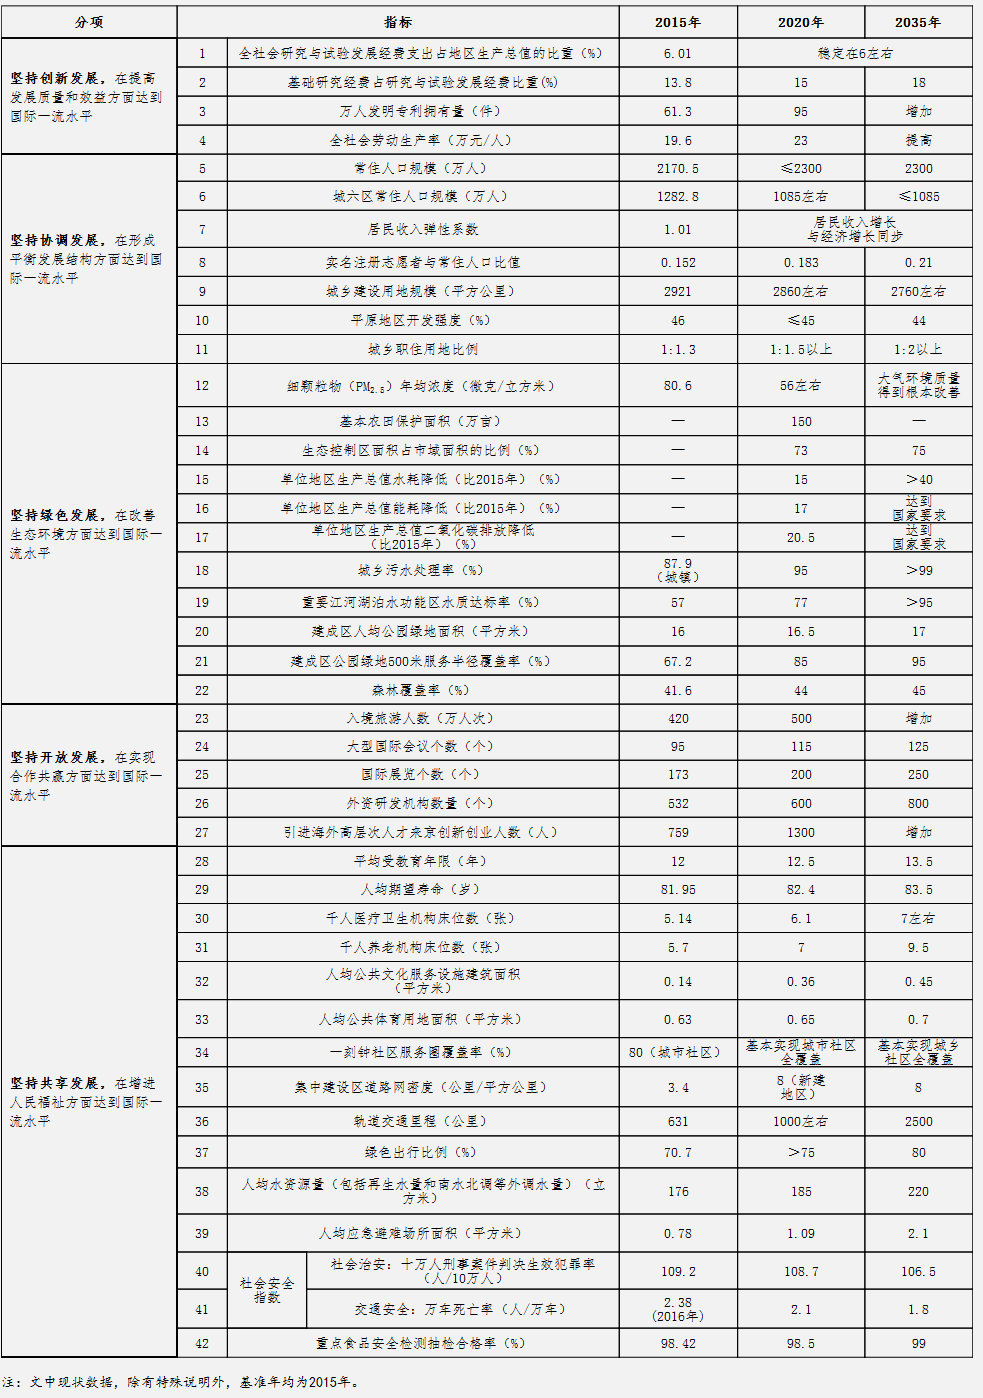 分项 指标 2015年 2020年 2035年
坚持创新发展，在提高
发展质量和效益方面达到
国际一流水平
1 全社会研究与试验发展经费支出占地区生产总值的比重（%） 6.01 稳定在6左右
2 基础研究经费占研究与试验发展经费比重(%) 13.8 15 18
3 万人发明专利拥有量（件） 61.3 95 增加
4 全社会劳动生产率（万元/人） 19.6 23 提高
坚持协调发展，在形成
平衡发展结构方面达到国
际一流水平
5 常住人口规模（万人） 2170.5 ≤2300 2300
6 城六区常住人口规模（万人） 1282.8 1085左右 ≤1085
7 居民收入弹性系数 1.01 居民收入增长
与经济增长同步
8 实名注册志愿者与常住人口比值 0.152 0.183 0.21
9 城乡建设用地规模（平方公里） 2921 2860左右 2760左右
10 平原地区开发强度（%） 46 ≤45 44
11 城乡职住用地比例 1:1.3 1:1.5以上 1:2以上
坚持绿色发展，在改善
生态环境方面达到国际一
流水平
12 细颗粒物（PM2.5）年均浓度（微克/立方米） 80.6 56左右 大气环境质量
得到根本改善
13 基本农田保护面积（万亩） — 150 —
14 生态控制区面积占市域面积的比例（%） — 73 75
15 单位地区生产总值水耗降低（比2015年）（%） — 15 >40
16 单位地区生产总值能耗降低（比2015年）（%） — 17 达到
国家要求
17 单位地区生产总值二氧化碳排放降低
（比2015年）（%） — 20.5 达到
国家要求
18 城乡污水处理率（%） 87.9
（城镇） 95 >99
19 重要江河湖泊水功能区水质达标率（%） 57 77 >95
20 建成区人均公园绿地面积（平方米） 16 16.5 17
21 建成区公园绿地500米服务半径覆盖率（%） 67.2 85 95
22 森林覆盖率（%） 41.6 44 45
坚持开放发展，在实现
合作共赢方面达到国际一
流水平
23 入境旅游人数（万人次） 420 500 增加
24 大型国际会议个数（个） 95 115 125
25 国际展览个数（个） 173 200 250
26 外资研发机构数量（个） 532 600 800
27 引进海外高层次人才来京创新创业人数（人） 759 1300 增加
坚持共享发展，在增进
人民福祉方面达到国际一
流水平
28 平均受教育年限（年） 12 12.5 13.5
29 人均期望寿命（岁） 81.95 82.4 83.5
30 千人医疗卫生机构床位数（张） 5.14 6.1 7左右
31 千人养老机构床位数（张） 5.7 7 9.5
32 人均公共文化服务设施建筑面积
（平方米） 0.14 0.36 0.45
33 人均公共体育用地面积（平方米） 0.63 0.65 0.7
34 一刻钟社区服务圈覆盖率（%） 80（城市社区） 基本实现城市社区
全覆盖 基本实现城乡
社区全覆盖
35 集中建设区道路网密度（公里/平方公里） 3.4 8（新建
地区） 8
36 轨道交通里程（公里） 631 1000左右 2500
37 绿色出行比例（%） 70.7 >75 80
38 人均水资源量（包括再生水量和南水北调等外调水量）（立
方米） 176 185 220
39 人均应急避难场所面积（平方米） 0.78 1.09 2.1
社会安全
指数
40 社会治安：十万人刑事案件判决生效犯罪率
（人/10万人） 109.2 108.7 106.5
41 交通安全：万车死亡率（人/万车） 2.38
(2016年) 2.1 1.8
42 重点食品安全检测抽检合格率（%） 98.42 98.5 99
注：文中现状数据，除有特殊说明外，基准年均为2015年。